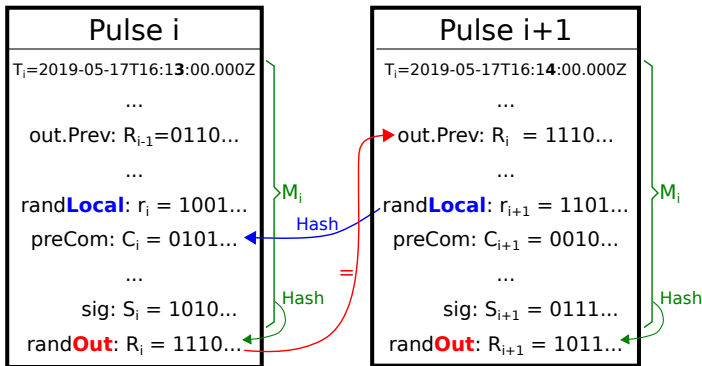 Pulse i
Tᵢ=2019-05-17T16:13:00.000Z
...
out.Prev: Rᵢ₋₁=0110...
...
randLocal: rᵢ = 1001...
preCom: Cᵢ = 0101...
...
sig: Sᵢ = 1010...
randOut: Rᵢ = 1110...
Mᵢ
Hash
Hash
=
Pulse i+1
Tᵢ=2019-05-17T16:14:00.000Z
...
out.Prev: Rᵢ = 1110...
...
randLocal: rᵢ₊₁ = 1101...
preCom: Cᵢ₊₁ = 0010...
...
sig: Sᵢ₊₁ = 0111...
randOut: Rᵢ₊₁ = 1011...
Mᵢ
Hash